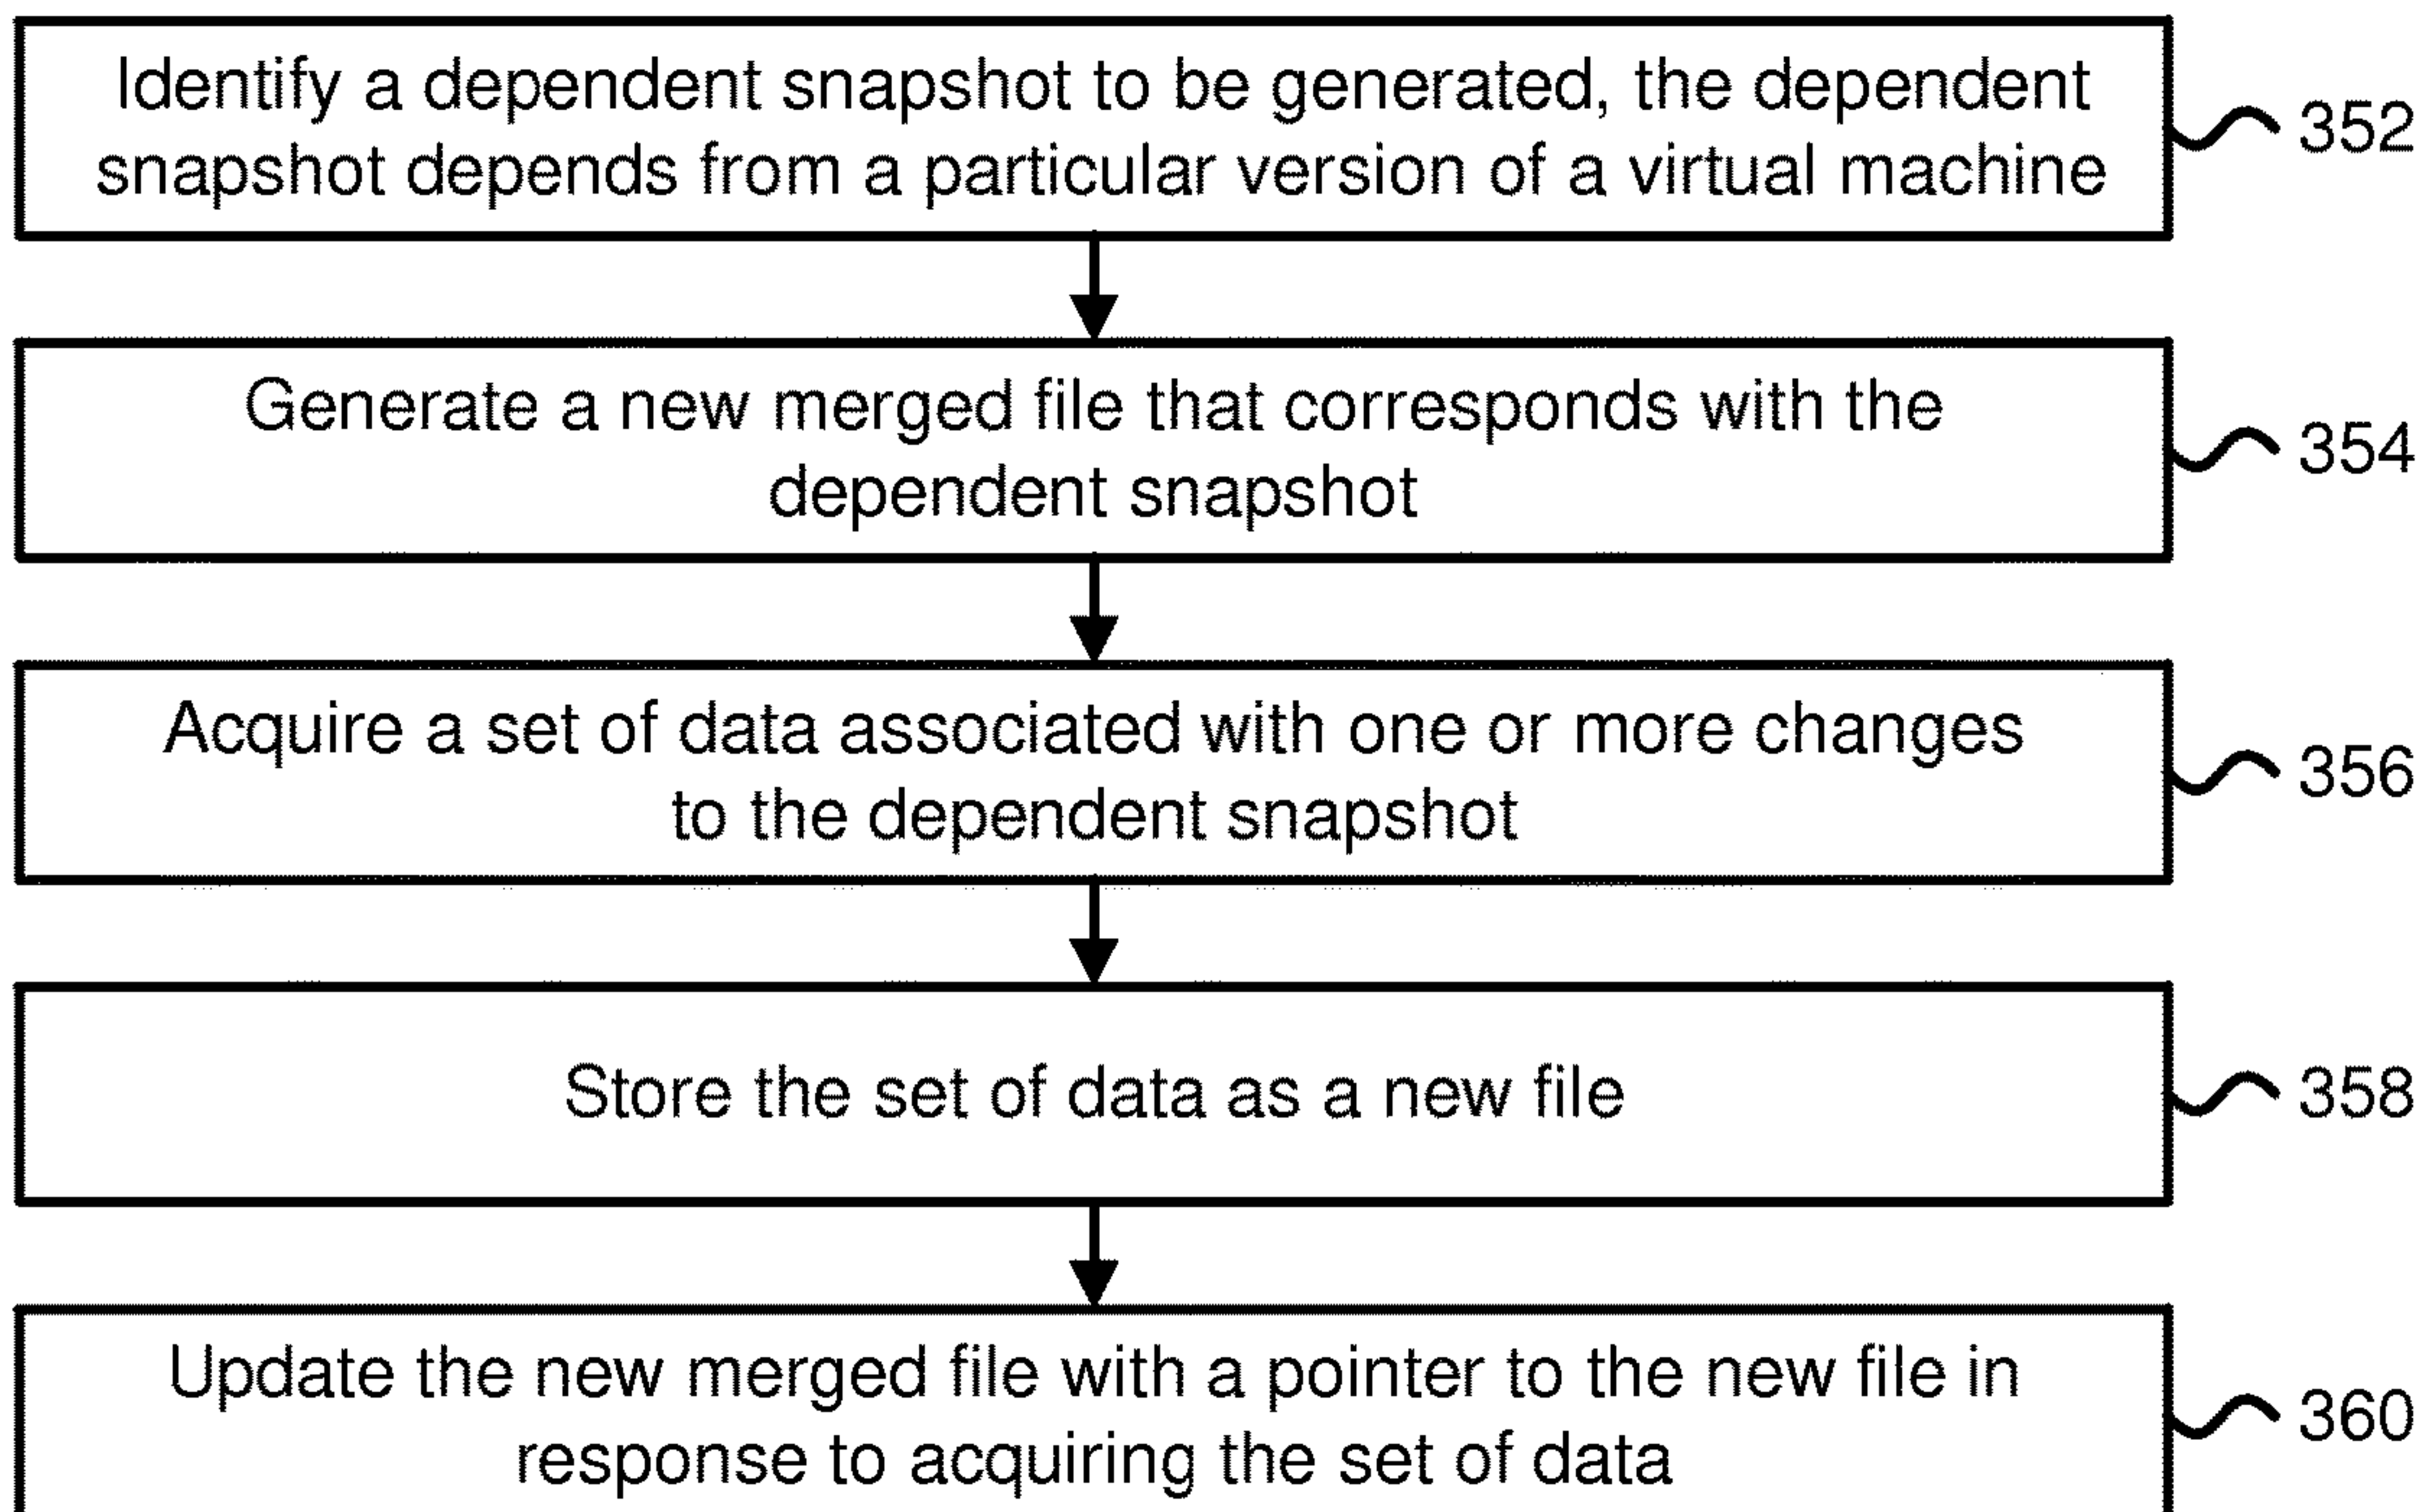 Identify a dependent snapshot to be generated, the dependent
snapshot depends from a particular version of a virtual machine
352
Generate a new merged file that corresponds with the
dependent snapshot
354
Acquire a set of data associated with one or more changes
to the dependent snapshot
356
Store the set of data as a new file
358
Update the new merged file with a pointer to the new file in
response to acquiring the set of data
360